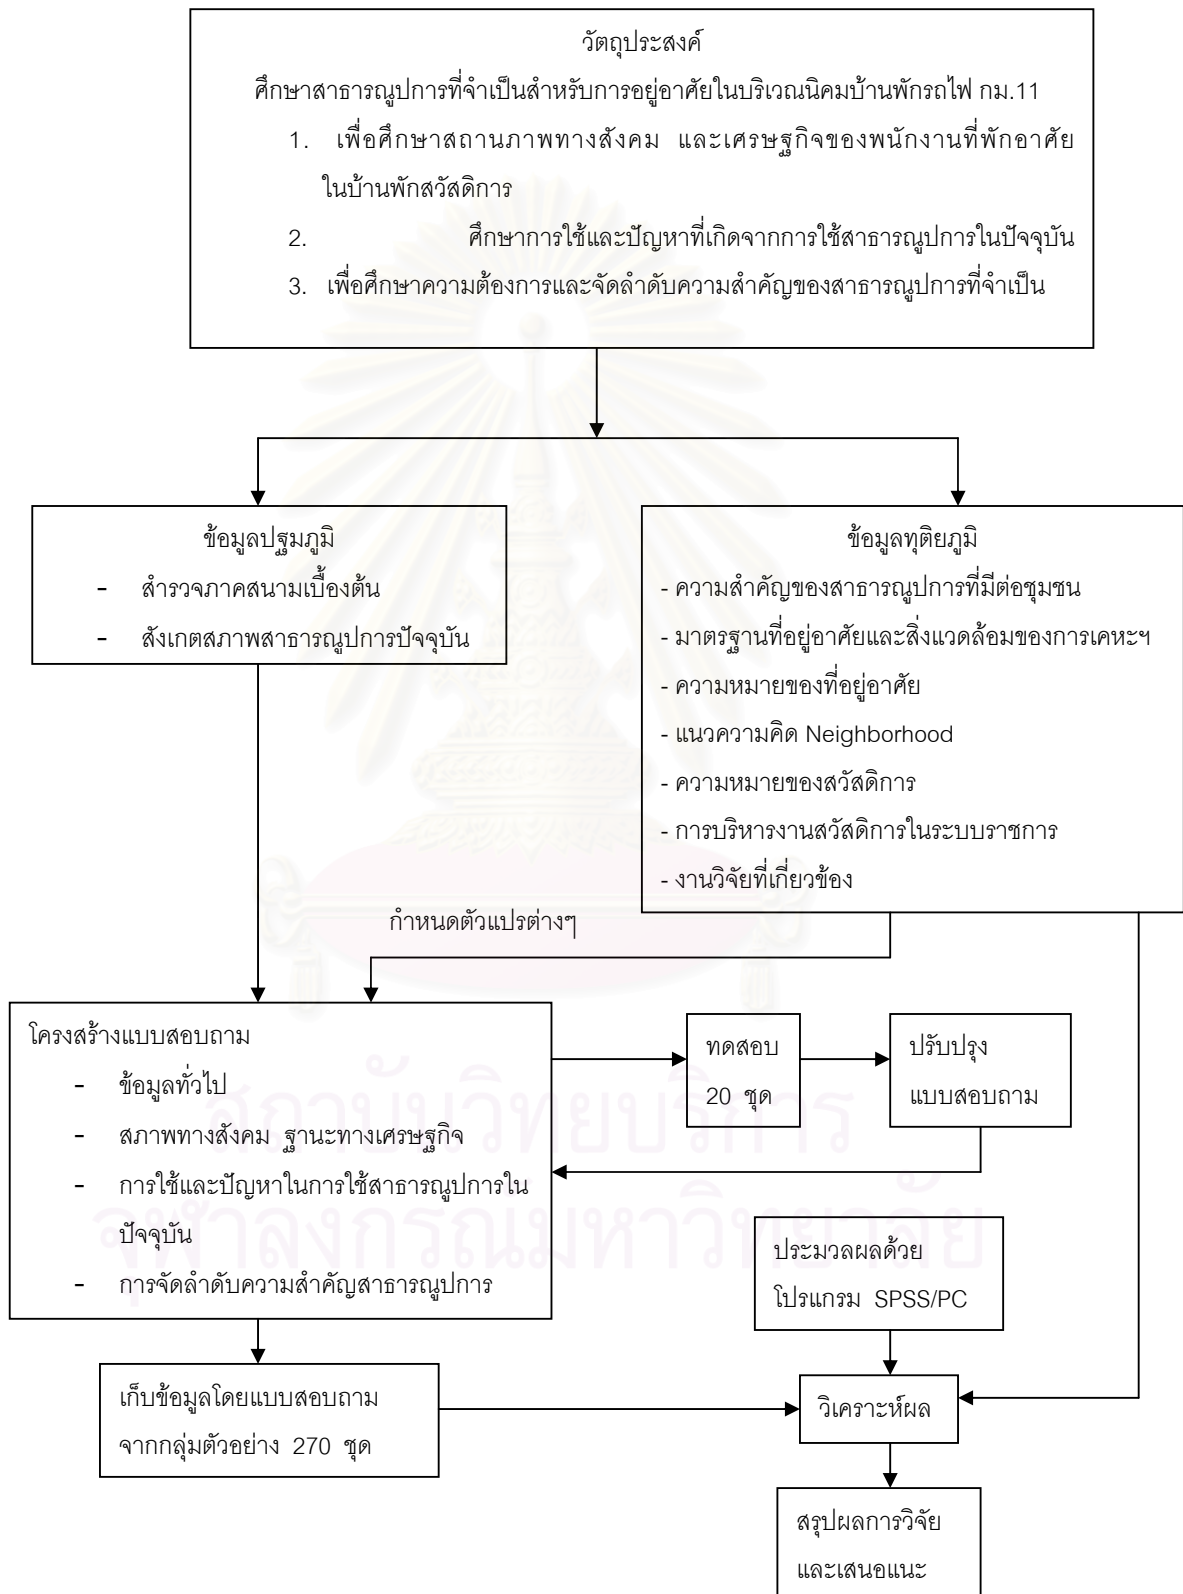 วัตถุประสงค์
ศึกษาสาธารณูปการที่จำเป็นสำหรับการอยู่อาศัยในบริเวณนิคมบ้านพักรถไฟ กม.11
1. เพื่อศึกษาสถานภาพทางสังคม และเศรษฐกิจของพนักงานที่พักอาศัย
ในบ้านพักสวัสดิการ
2. ศึกษาการใช้และปัญหาที่เกิดจากการใช้สาธารณูปการในปัจจุบัน
3. เพื่อศึกษาความต้องการและจัดลำดับความสำคัญของสาธารณูปการที่จำเป็น
ข้อมูลปฐมภูมิ
- สำรวจภาคสนามเบื้องต้น
- สังเกตสภาพสาธารณูปการปัจจุบัน
ข้อมูลทุติยภูมิ
- ความสำคัญของสาธารณูปการที่มีต่อชุมชน
- มาตรฐานที่อยู่อาศัยและสิ่งแวดล้อมของการเคหะฯ
- ความหมายของที่อยู่อาศัย
- แนวความคิด Neighborhood
- ความหมายของสวัสดิการ
- การบริหารงานสวัสดิการในระบบราชการ
- งานวิจัยที่เกี่ยวข้อง
กำหนดตัวแปรต่างๆ
โครงสร้างแบบสอบถาม
- ข้อมูลทั่วไป
- สภาพทางสังคม ฐานะทางเศรษฐกิจ
- การใช้และปัญหาในการใช้สาธารณูปการใน
ปัจจุบัน
- การจัดลำดับความสำคัญสาธารณูปการ
ทดสอบ
20 ชุด
ปรับปรุง
แบบสอบถาม
ประมวลผลด้วย
โปรแกรม SPSS/PC
เก็บข้อมูลโดยแบบสอบถาม
จากกลุ่มตัวอย่าง 270 ชุด
วิเคราะห์ผล
สรุปผลการวิจัย
และเสนอแนะ
สถาบันวิทยบริการ
จุฬาลงกรณ์มหาวิทยาลัย